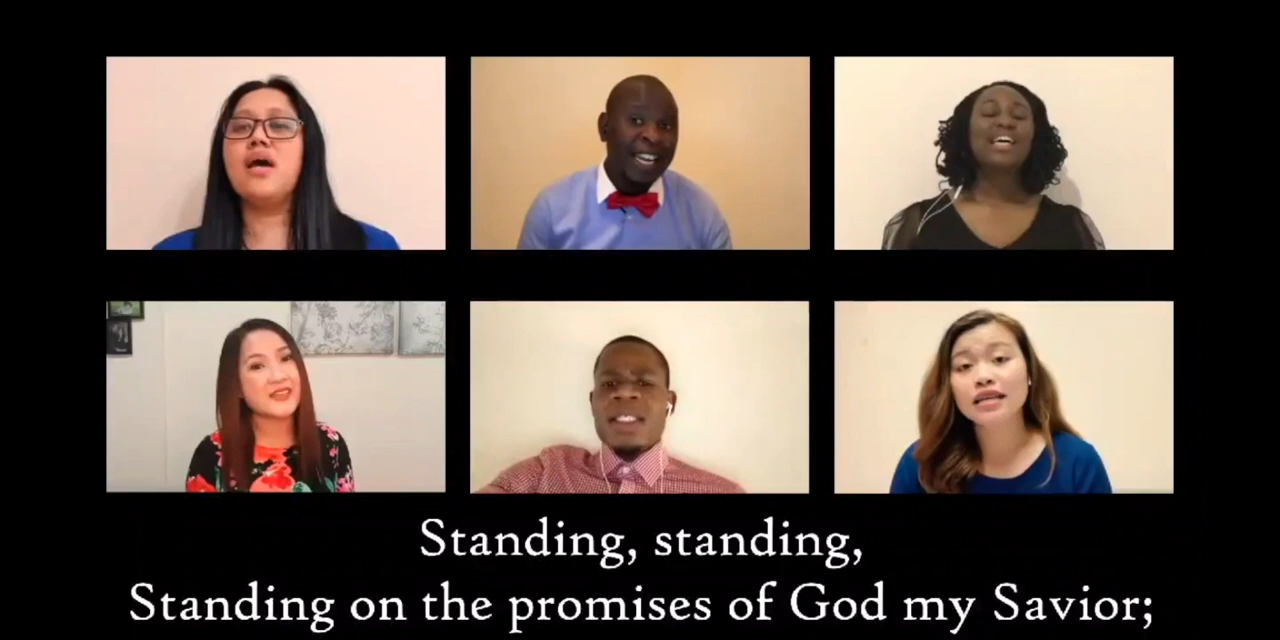 Standing, standing,
Standing on the promises of God my Savior;